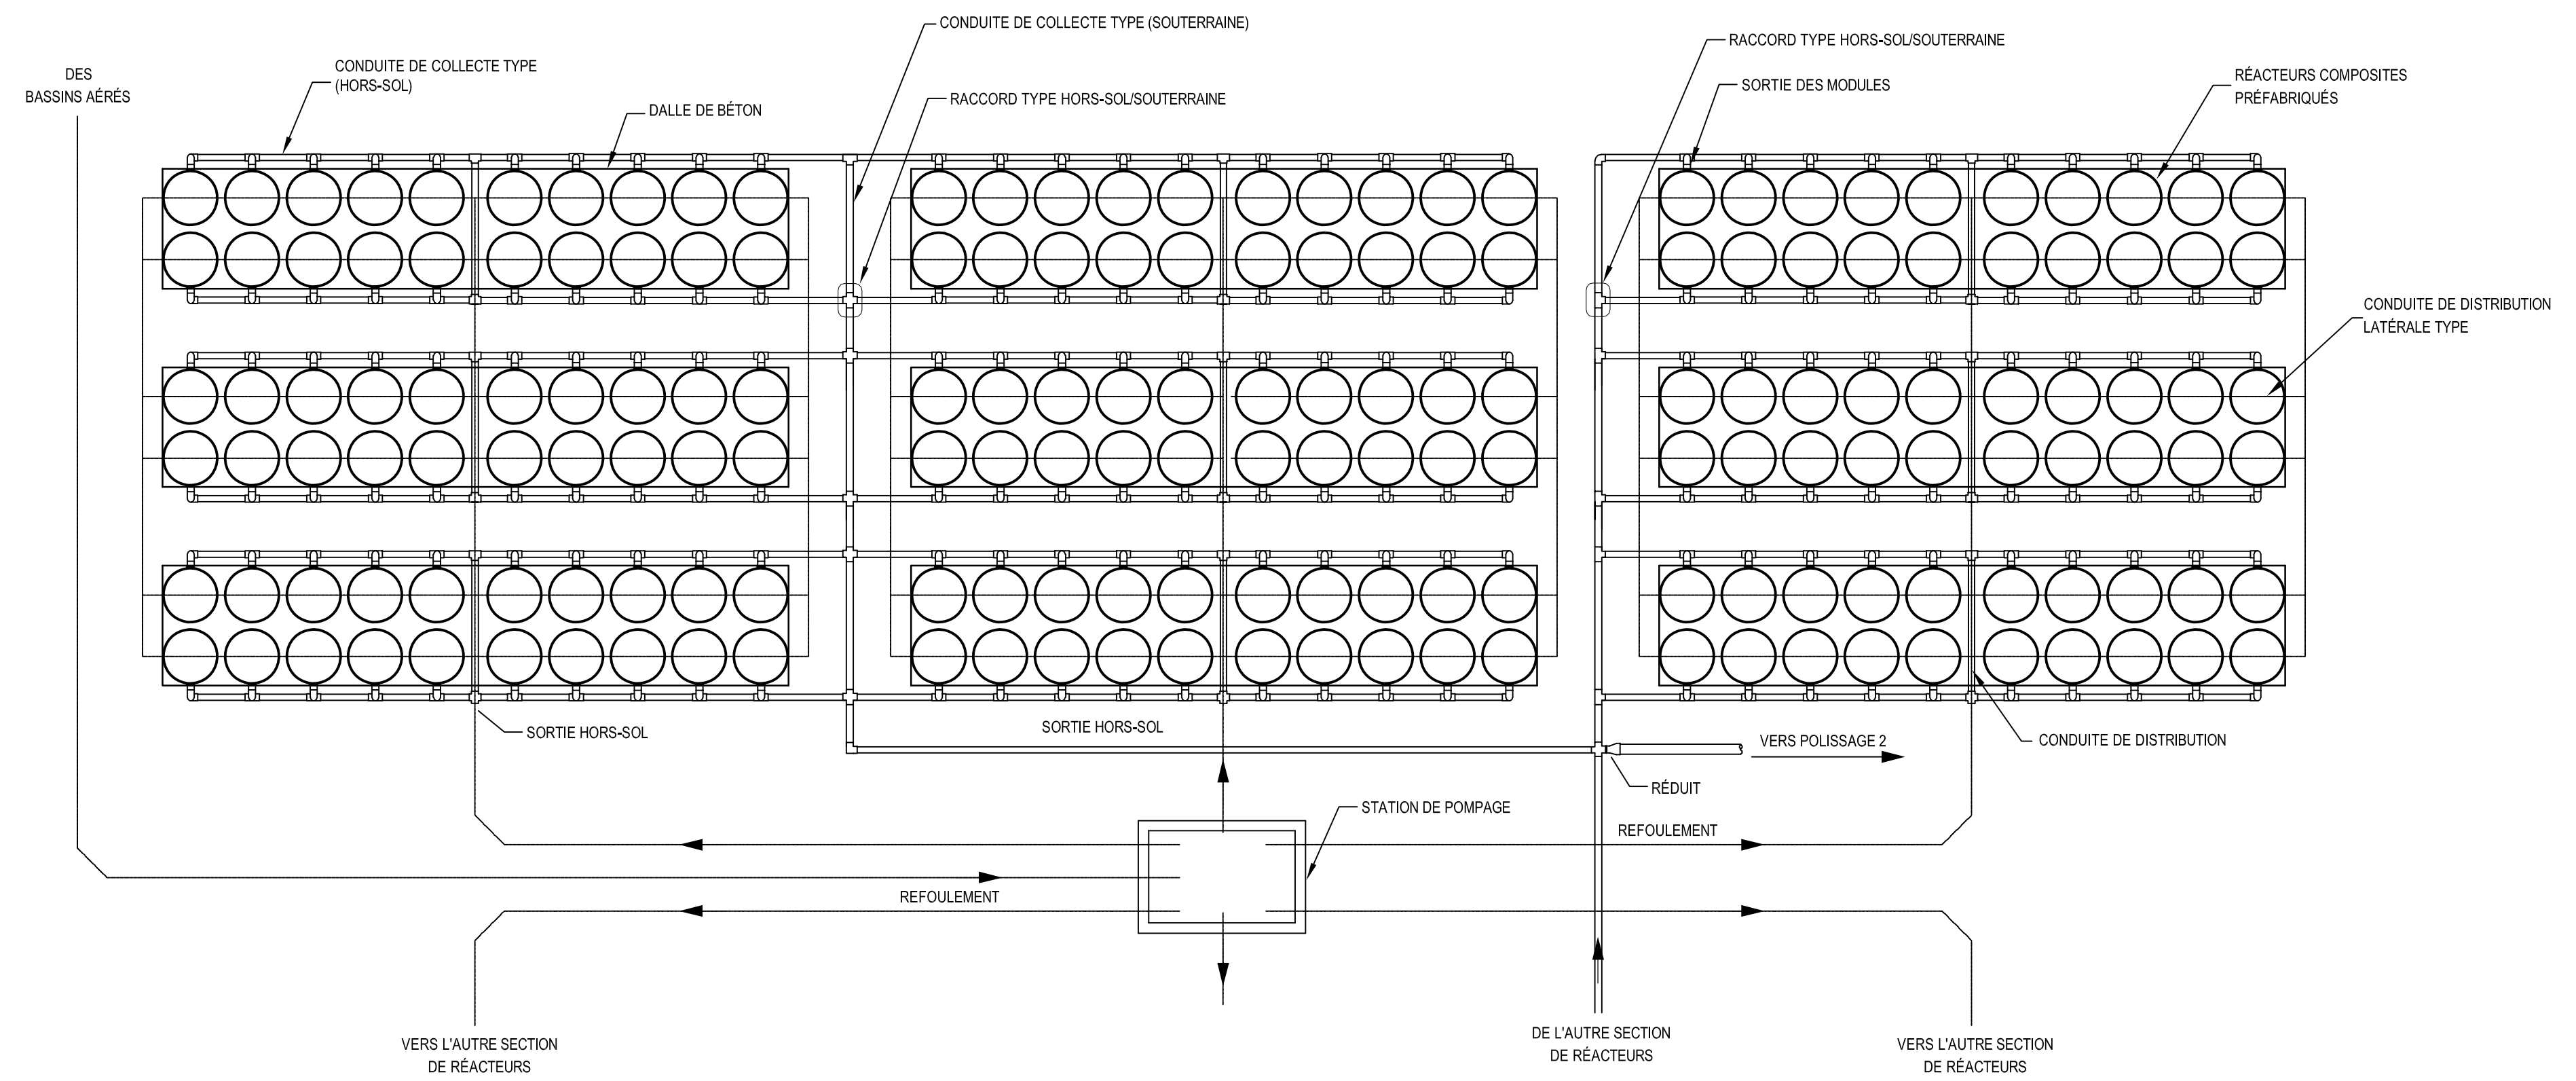 CONDUITE DE COLLECTE TYPE (SOUTERRAINE)
RACCORD TYPE HORS-SOL/SOUTERRAINE
CONDUITE DE COLLECTE TYPE
(HORS-SOL)
DES
BASSINS AÉRÉS
RÉACTEURS COMPOSITES
PRÉFABRIQUÉS
SORTIE DES MODULES
RACCORD TYPE HORS-SOL/SOUTERRAINE
DALLE DE BÉTON
CONDUITE DE DISTRIBUTION
LATÉRALE TYPE
SORTIE HORS-SOL
SORTIE HORS-SOL
VERS POLISSAGE 2
CONDUITE DE DISTRIBUTION
RÉDUIT
STATION DE POMPAGE
REFOULEMENT
REFOULEMENT
VERS L'AUTRE SECTION
DE RÉACTEURS
DE L'AUTRE SECTION
DE RÉACTEURS
VERS L'AUTRE SECTION
DE RÉACTEURS